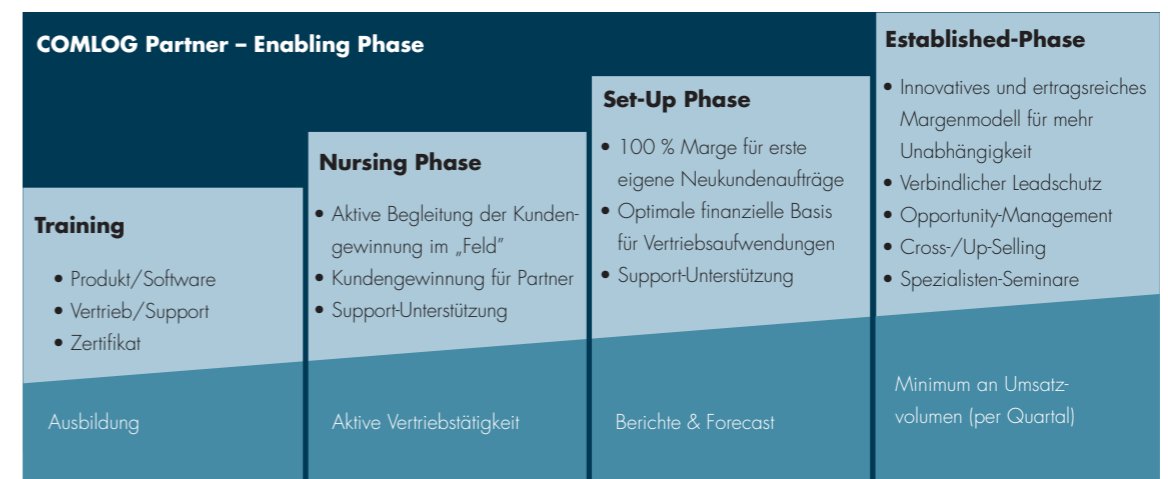 COMLOG Partner – Enabling Phase
Training
• Produkt/Software
• Vertrieb/Support
• Zertifikat
Ausbildung
Nursing Phase
• Aktive Begleitung der Kunden-
gewinnung im „Feld”
• Kundengewinnung für Partner
• Support-Unterstützung
Aktive Vertriebstätigkeit
Set-Up Phase
• 100 % Marge für erste
eigene Neukundenaufträge
• Optimale finanzielle Basis
für Vertriebsaufwendungen
• Support-Unterstützung
Berichte & Forecast
Established-Phase
• Innovatives und ertragsreiches
Margenmodell für mehr
Unabhängigkeit
• Verbindlicher Leadschutz
• Opportunity-Management
• Cross-/Up-Selling
• Spezialisten-Seminare
Minimum an Umsatz-
volumen (per Quartal)